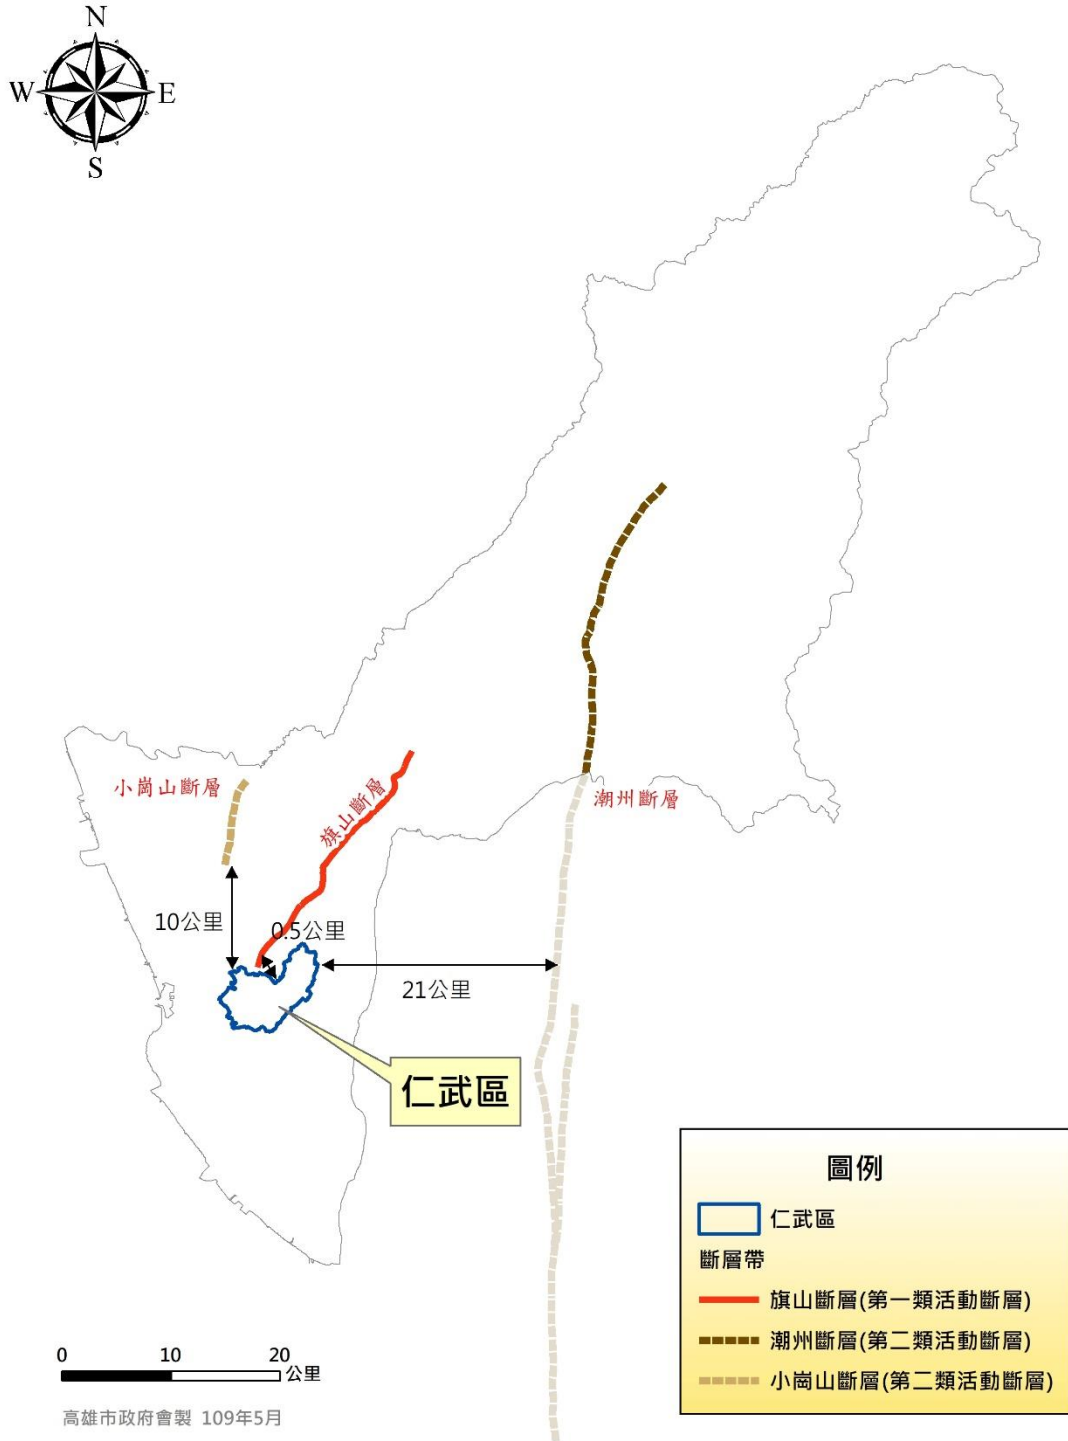 N
W
E
S
小崗山斷層
旗山斷層
潮州斷層
10公里
0.5公里
21公里
仁武區
圖例
仁武區
斷層帶
旗山斷層(第一類活動斷層)
潮州斷層(第二類活動斷層)
小崗山斷層(第二類活動斷層)
0 10 20
公里
高雄市政府會製 109年5月